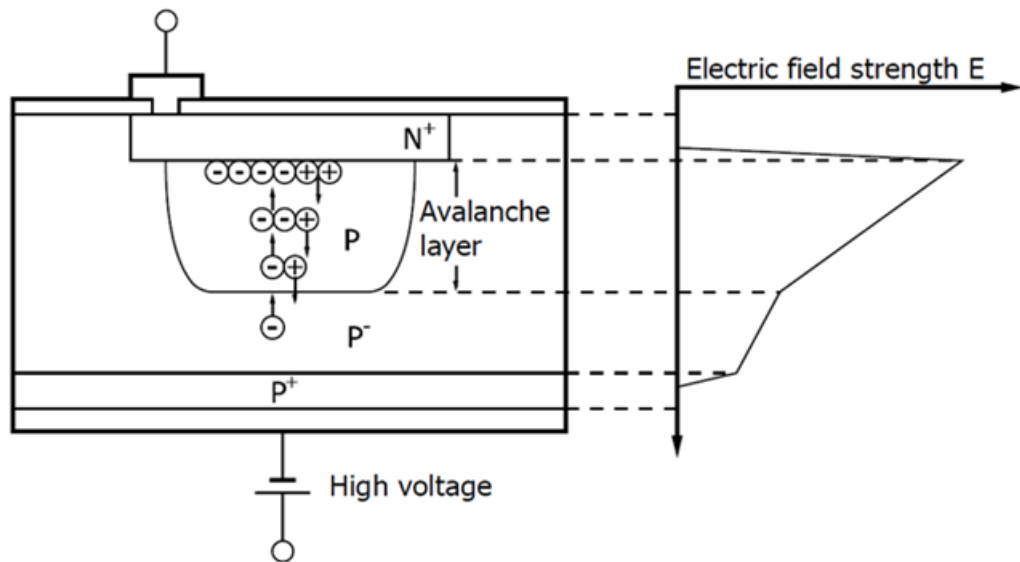 Electric field strength E
N⁺
Avalanche
layer
P
P⁻
P⁺
High voltage